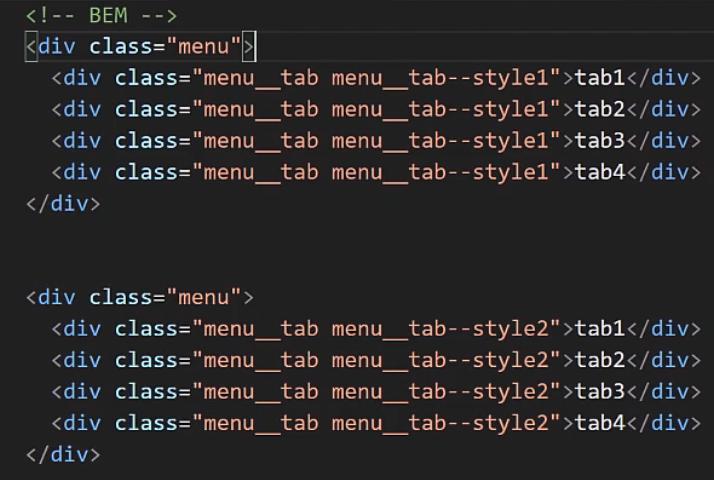 <!-- BEM -->
<div class="menu">
<div class="menu__tab menu__tab--style1">tab1</div>
<div class="menu__tab menu__tab--style1">tab2</div>
<div class="menu__tab menu__tab--style1">tab3</div>
<div class="menu__tab menu__tab--style1">tab4</div>
</div>
<div class="menu">
<div class="menu__tab menu__tab--style2">tab1</div>
<div class="menu__tab menu__tab--style2">tab2</div>
<div class="menu__tab menu__tab--style2">tab3</div>
<div class="menu__tab menu__tab--style2">tab4</div>
</div>